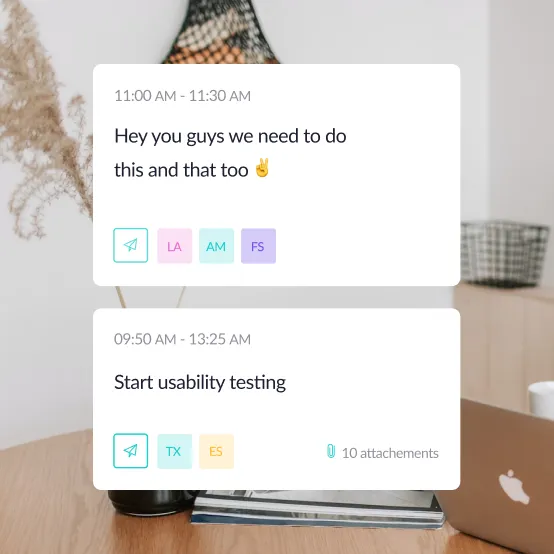 11:00 AM - 11:30 AM
Hey you guys we need to do
this and that too ✌️
LA AM FS
09:50 AM - 13:25 AM
Start usability testing
TX ES 10 attachements